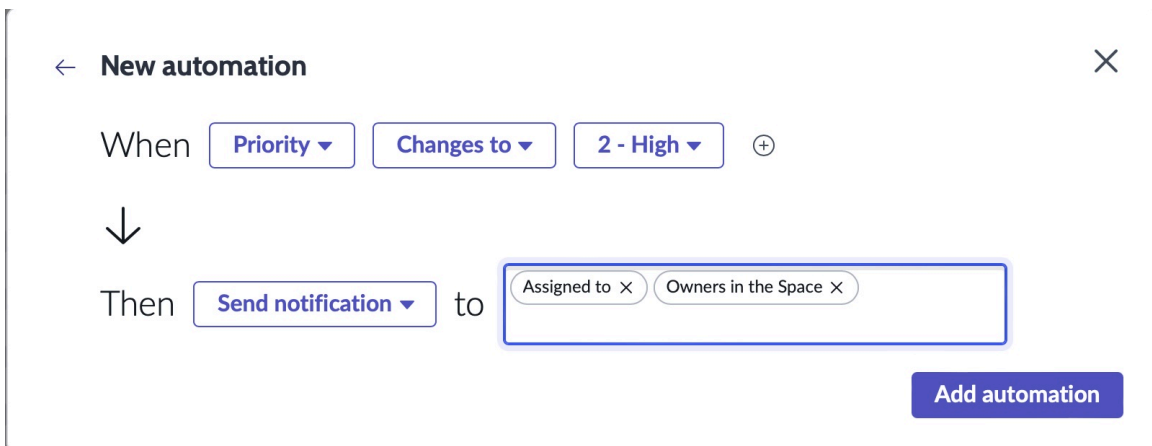 New automation
When Priority Changes to 2 - High
Then Send notification to Assigned to Owners in the Space
Add automation